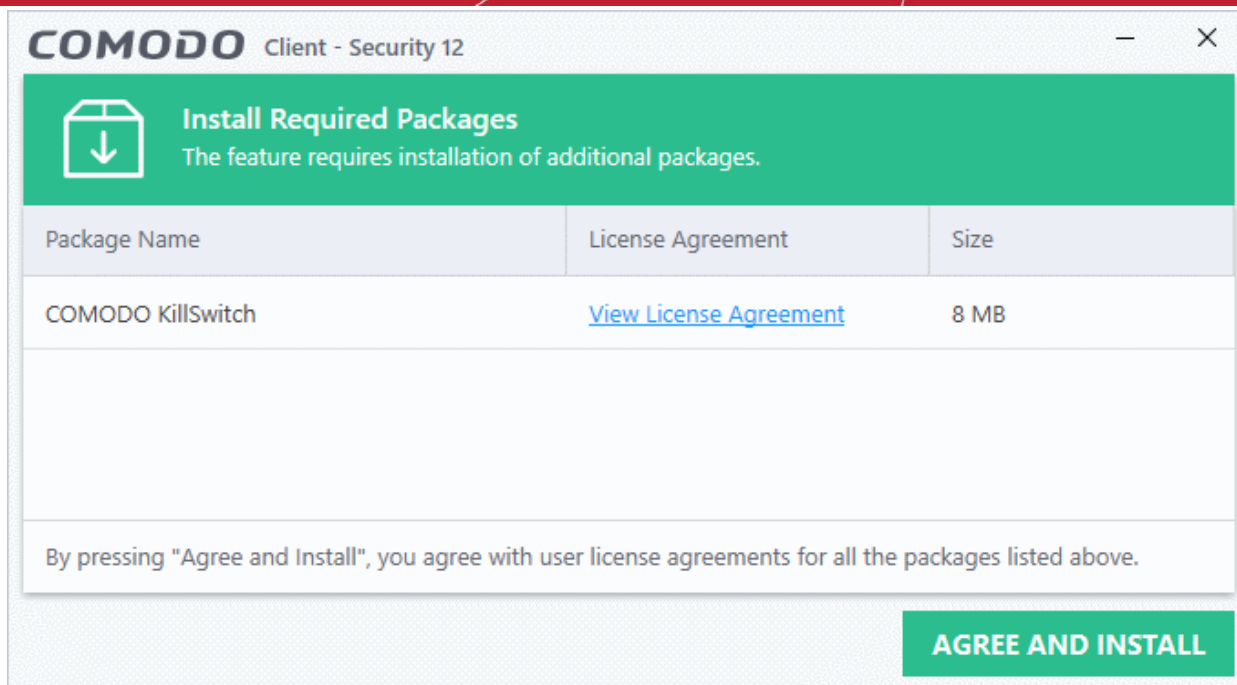 COMODO Client - Security 12
Install Required Packages
The feature requires installation of additional packages.
Package Name License Agreement Size
COMODO KillSwitch View License Agreement 8 MB
By pressing "Agree and Install", you agree with user license agreements for all the packages listed above.
AGREE AND INSTALL